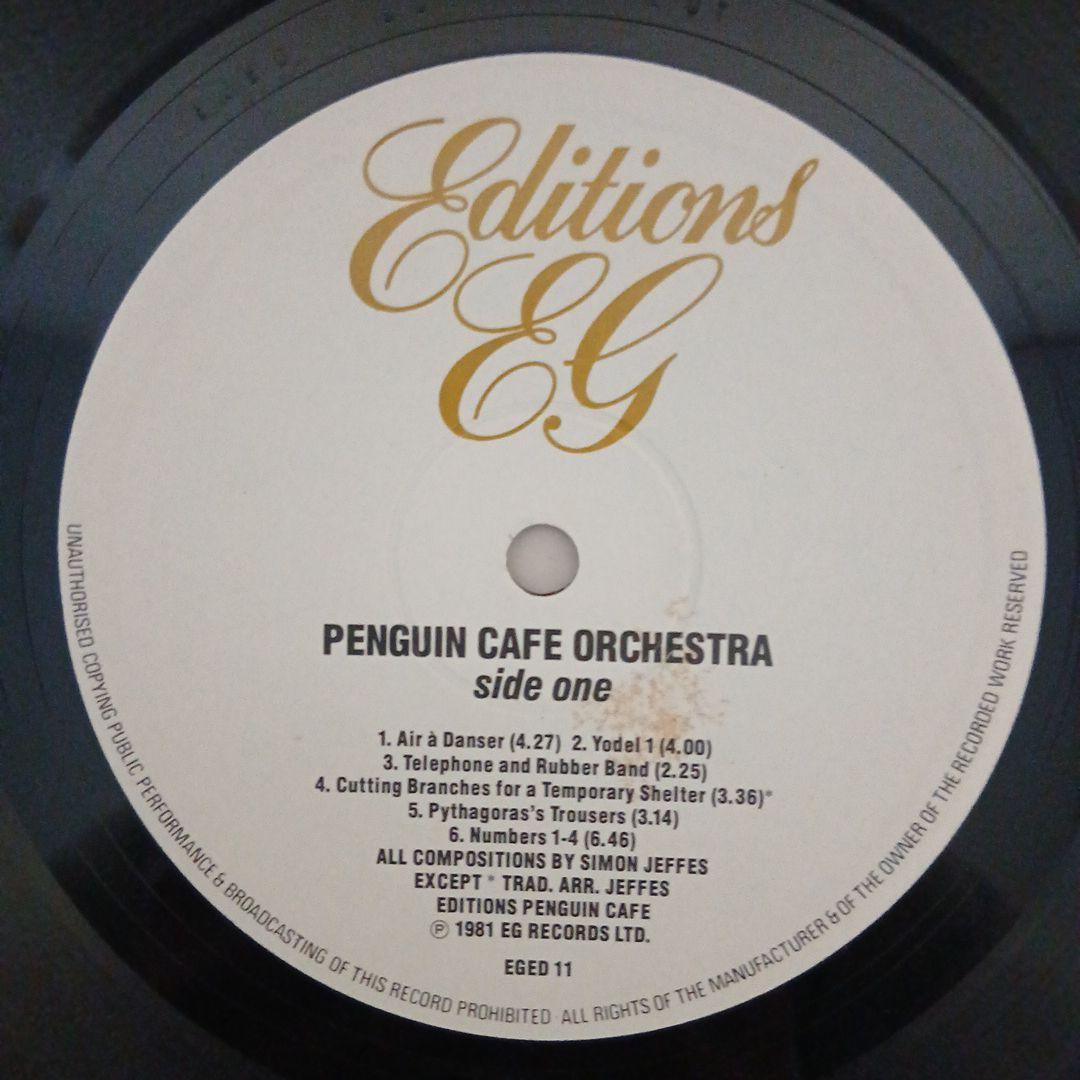 Editions
EG
PENGUIN CAFE ORCHESTRA
side one
1. Air à Danser (4.27) 2. Yodel 1 (4.00)
3. Telephone and Rubber Band (2.25)
4. Cutting Branches for a Temporary Shelter (3.36)*
5. Pythagoras's Trousers (3.14)
6. Numbers 1-4 (6.46)
ALL COMPOSITIONS BY SIMON JEFFES
EXCEPT * TRAD. ARR. JEFFES
EDITIONS PENGUIN CAFE
℗ 1981 EG RECORDS LTD.
EGED 11
UNAUTHORISED COPYING PUBLIC PERFORMANCE & BROADCASTING OF THIS RECORD PROHIBITED · ALL RIGHTS OF THE MANUFACTURER & OF THE OWNER OF THE RECORDED WORK RESERVED